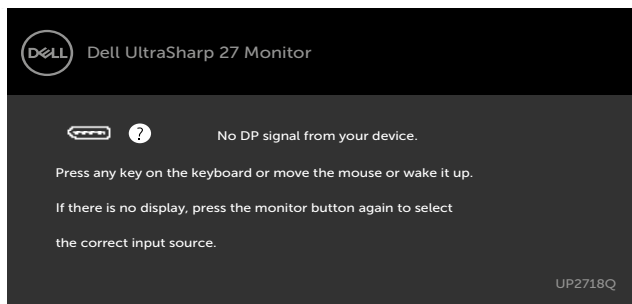 DELL Dell UltraSharp 27 Monitor
? No DP signal from your device.
Press any key on the keyboard or move the mouse or wake it up.
If there is no display, press the monitor button again to select
the correct input source.
UP2718Q